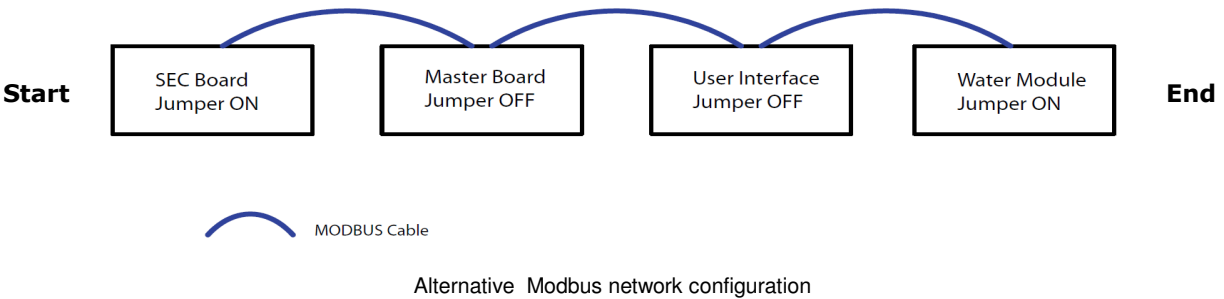 Start
SEC Board
Jumper ON
Master Board
Jumper OFF
User Interface
Jumper OFF
Water Module
Jumper ON
End
MODBUS Cable
Alternative  Modbus network configuration